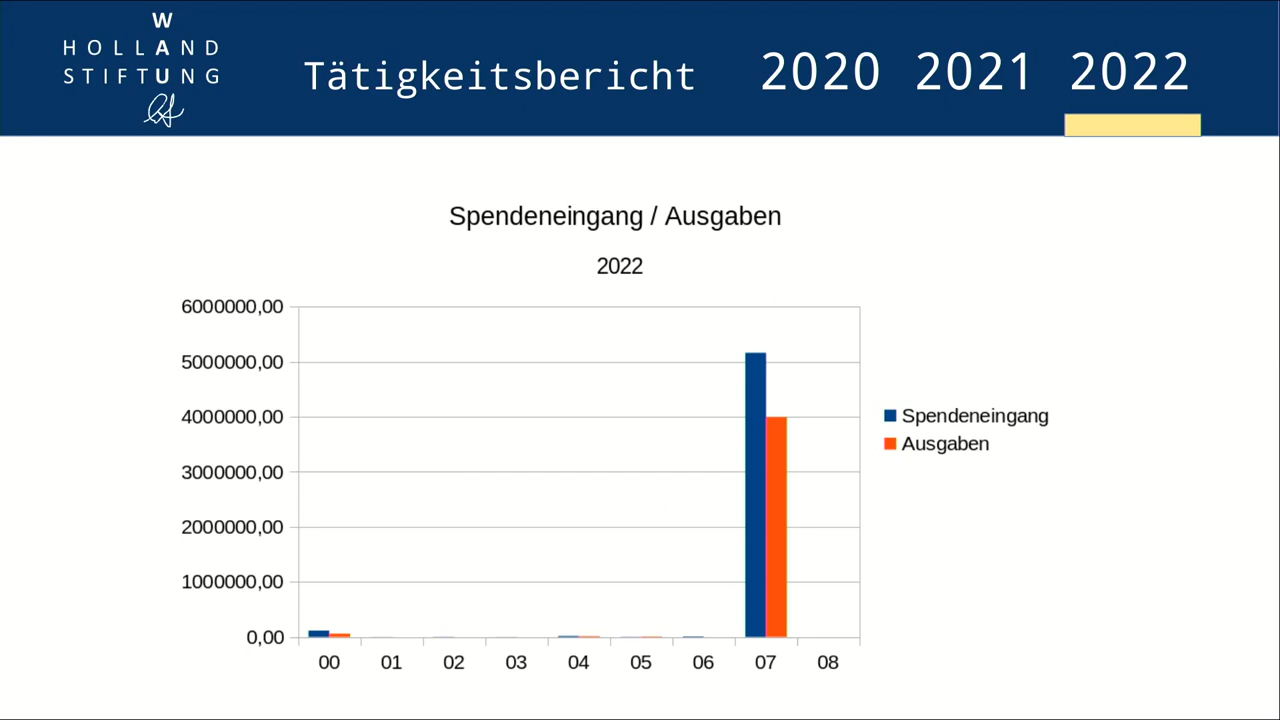 W
HOLLAND
STIFTUNG
Tätigkeitsbericht
2020 2021 2022
Spendeneingang / Ausgaben
2022
6000000,00
5000000,00
4000000,00
3000000,00
2000000,00
1000000,00
0,00
00 01 02 03 04 05 06 07 08
Spendeneingang
Ausgaben